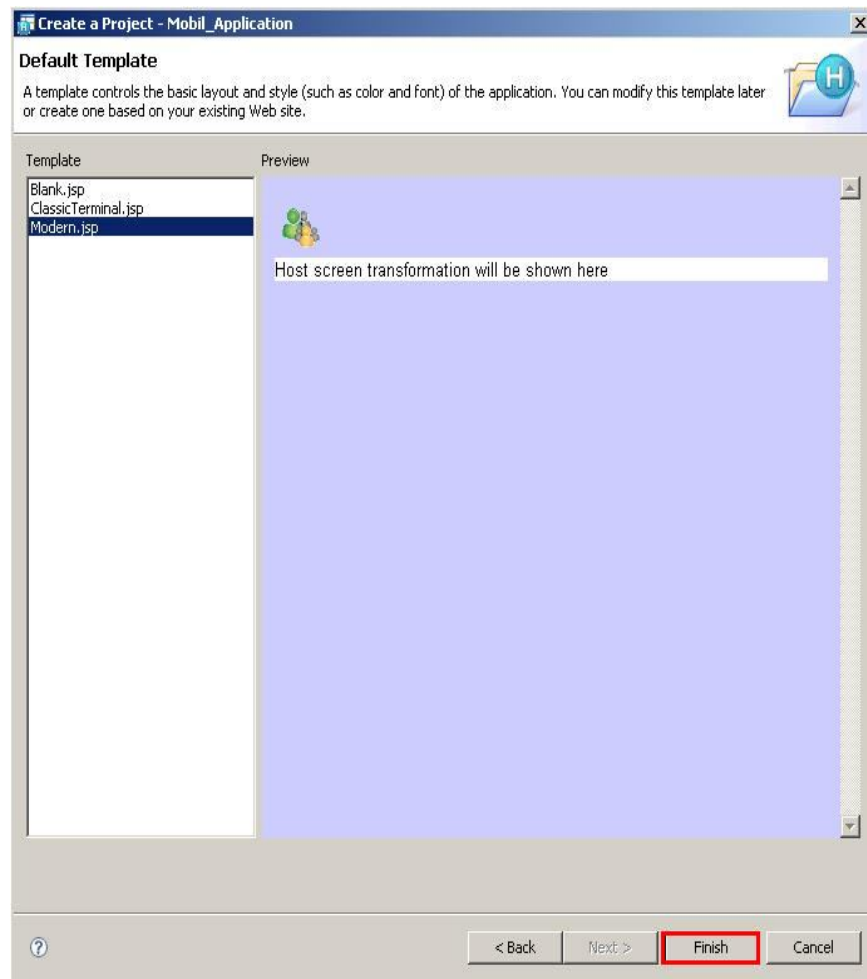 Create a Project - Mobil_Application
Default Template
A template controls the basic layout and style (such as color and font) of the application. You can modify this template later
or create one based on your existing Web site.
H
Template
Preview
Blank.jsp
ClassicTerminal.jsp
Modern.jsp
Host screen transformation will be shown here
?
< Back
Next >
Finish
Cancel